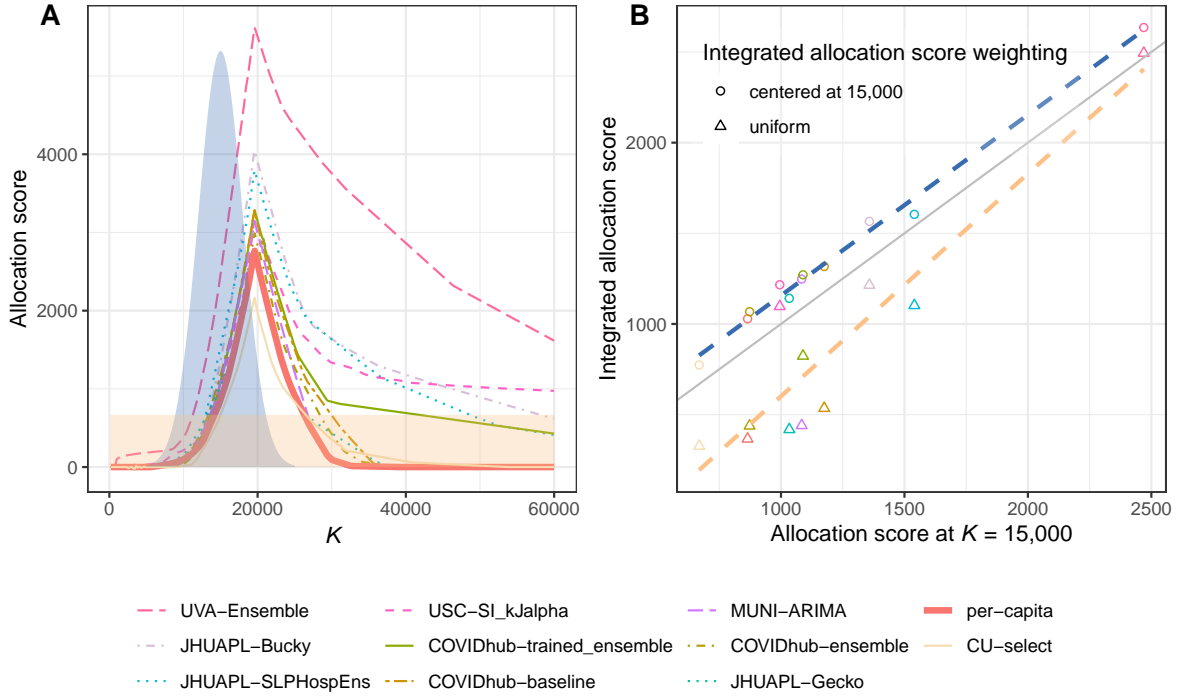 A
B
Allocation score
4000
2000
0
0
20000
40000
60000
K
Integrated allocation score weighting
centered at 15,000
uniform
Integrated allocation score
2000
1000
1000
1500
2000
2500
Allocation score at K = 15,000
UVA−Ensemble
USC−SI_kJalpha
MUNI−ARIMA
per−capita
JHUAPL−Bucky
COVIDhub−trained_ensemble
COVIDhub−ensemble
CU−select
JHUAPL−SLPHospEns
COVIDhub−baseline
JHUAPL−Gecko